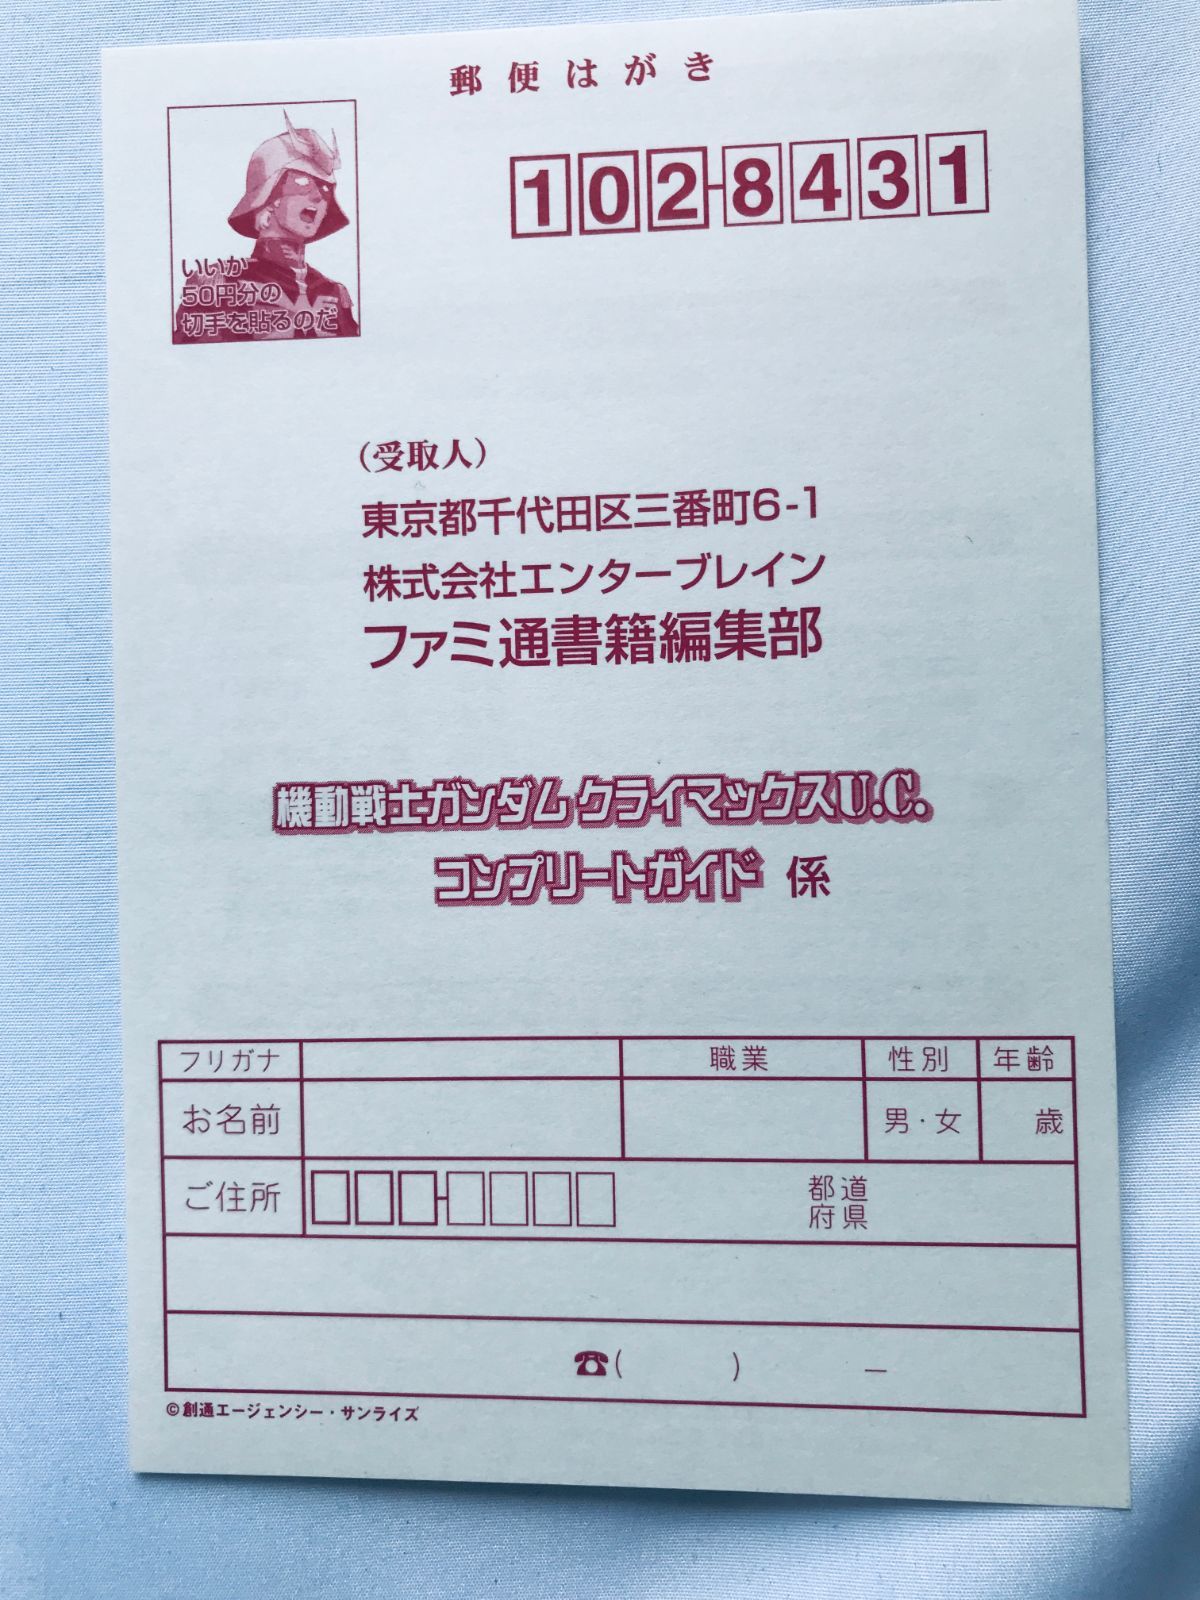 郵便はがき
102-8431
いいか
50円分の
切手を貼るのだ
（受取人）
東京都千代田区三番町6-1
株式会社エンターブレイン
ファミ通書籍編集部
機動戦士ガンダム クライマックスU.C.
コンプリートガイド 係
フリガナ 職業 性別 年齢
お名前 男・女 歳
ご住所 - 都道
府県
☎( ) －
©創通エージェンシー・サンライズ